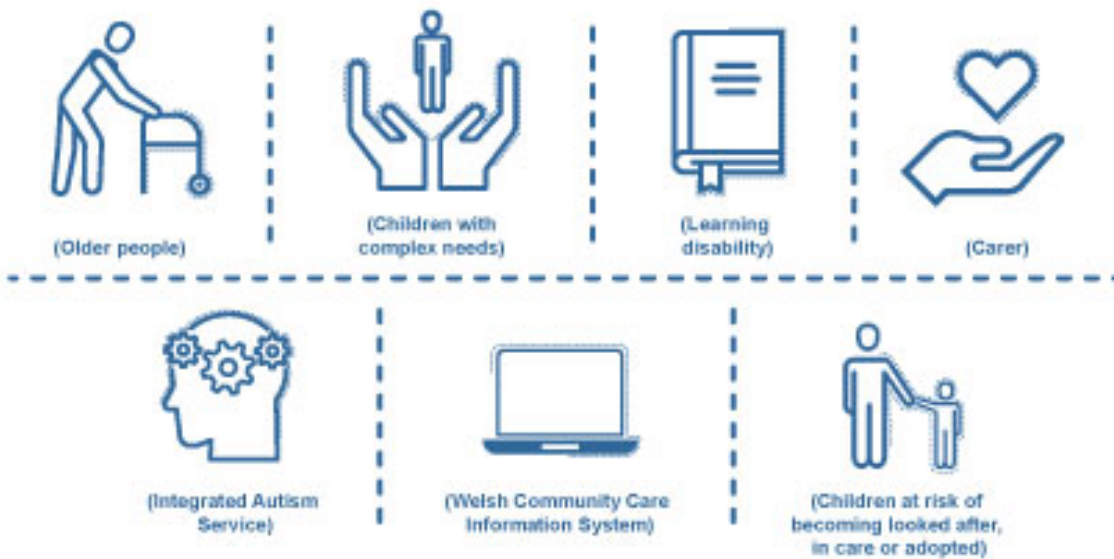 (Older people)
(Children with
complex needs)
(Learning
disability)
(Carer)
(Integrated Autism
Service)
(Welsh Community Care
Information System)
(Children at risk of
becoming looked after,
in care or adopted)